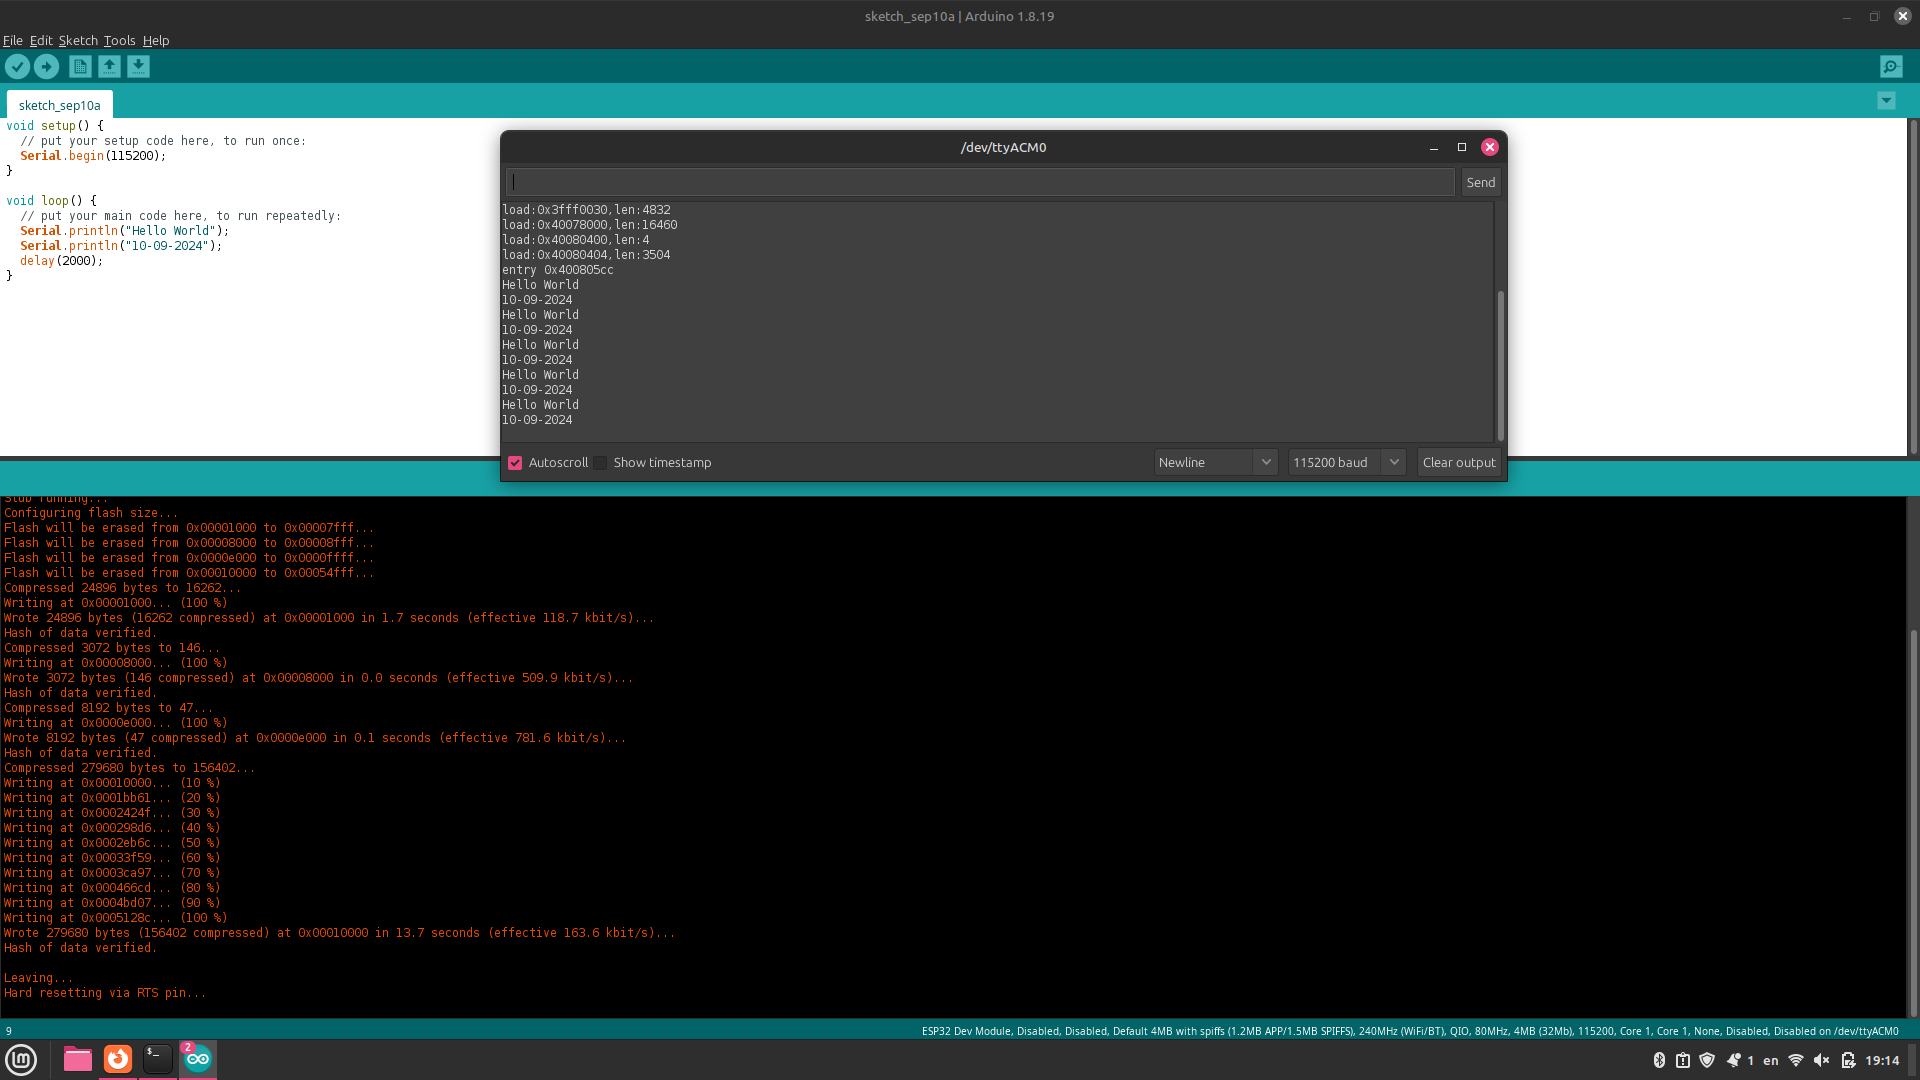 sketch_sep10a | Arduino 1.8.19
File Edit Sketch Tools Help
sketch_sep10a
void setup() {
// put your setup code here, to run once:
Serial.begin(115200);
}
void loop() {
// put your main code here, to run repeatedly:
Serial.println("Hello World");
Serial.println("10-09-2024");
delay(2000);
}
/dev/ttyACM0
Send
load:0x3fff0030,len:4832
load:0x40078000,len:16460
load:0x40080400,len:4
load:0x40080404,len:3504
entry 0x400805cc
Hello World
10-09-2024
Hello World
10-09-2024
Hello World
10-09-2024
Hello World
10-09-2024
Hello World
10-09-2024
Autoscroll Show timestamp Newline 115200 baud Clear output
Stub running...
Configuring flash size...
Flash will be erased from 0x00001000 to 0x00007fff...
Flash will be erased from 0x00008000 to 0x00008fff...
Flash will be erased from 0x0000e000 to 0x0000ffff...
Flash will be erased from 0x00010000 to 0x00054fff...
Compressed 24896 bytes to 16262...
Writing at 0x00001000... (100 %)
Wrote 24896 bytes (16262 compressed) at 0x00001000 in 1.7 seconds (effective 118.7 kbit/s)...
Hash of data verified.
Compressed 3072 bytes to 146...
Writing at 0x00008000... (100 %)
Wrote 3072 bytes (146 compressed) at 0x00008000 in 0.0 seconds (effective 509.9 kbit/s)...
Hash of data verified.
Compressed 8192 bytes to 47...
Writing at 0x0000e000... (100 %)
Wrote 8192 bytes (47 compressed) at 0x0000e000 in 0.1 seconds (effective 781.6 kbit/s)...
Hash of data verified.
Compressed 279680 bytes to 156402...
Writing at 0x00010000... (10 %)
Writing at 0x0001bb61... (20 %)
Writing at 0x0002424f... (30 %)
Writing at 0x000298d6... (40 %)
Writing at 0x0002eb6c... (50 %)
Writing at 0x00033f59... (60 %)
Writing at 0x0003ca97... (70 %)
Writing at 0x000466cd... (80 %)
Writing at 0x0004bd07... (90 %)
Writing at 0x0005128c... (100 %)
Wrote 279680 bytes (156402 compressed) at 0x00010000 in 13.7 seconds (effective 163.6 kbit/s)...
Hash of data verified.
Leaving...
Hard resetting via RTS pin...
9 ESP32 Dev Module, Disabled, Disabled, Default 4MB with spiffs (1.2MB APP/1.5MB SPIFFS), 240MHz (WiFi/BT), QIO, 80MHz, 4MB (32Mb), 115200, Core 1, Core 1, None, Disabled, Disabled on /dev/ttyACM0
2 1 en 19:14